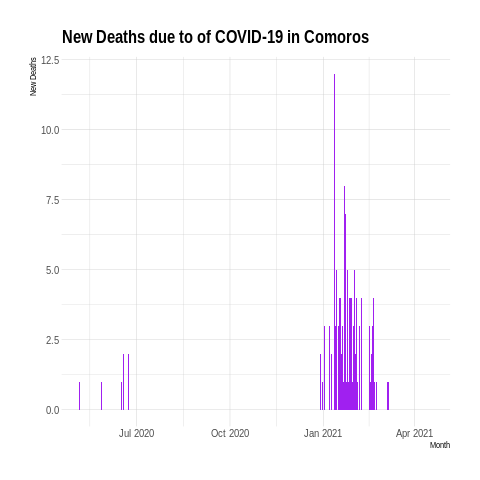 New Deaths due to of COVID-19 in Comoros
New Deaths
12.5
10.0
7.5
5.0
2.5
0.0
Jul 2020 Oct 2020 Jan 2021 Apr 2021
Month